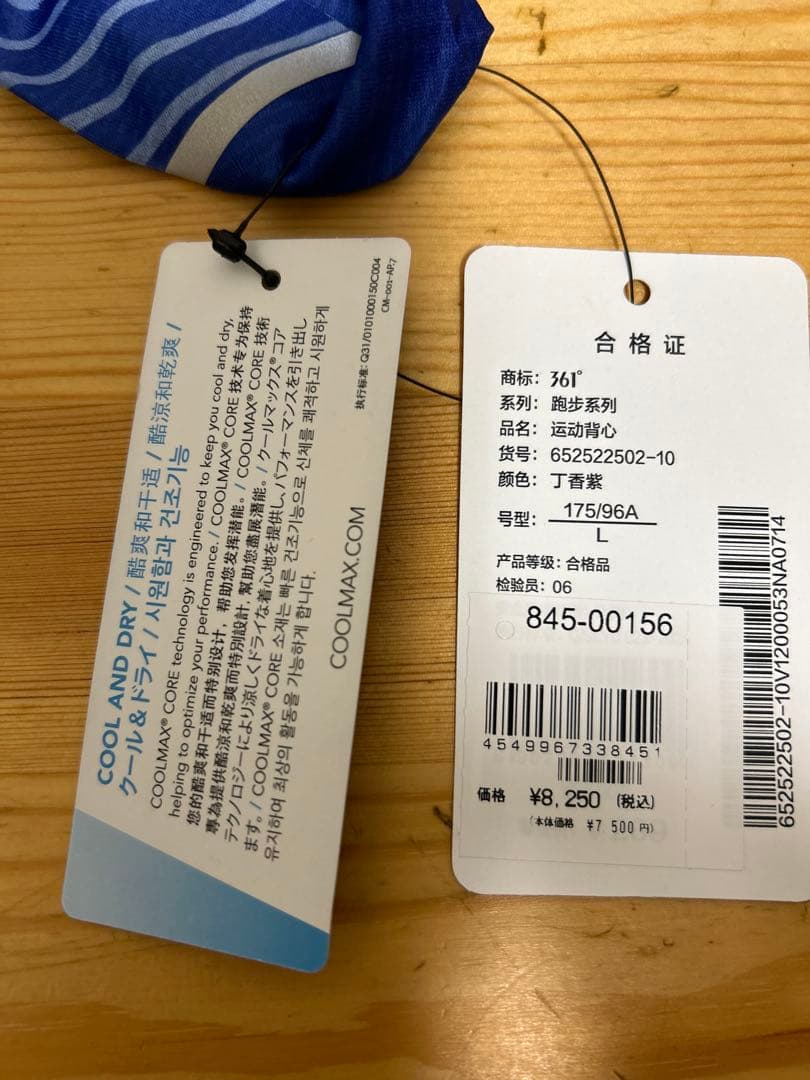 COOL AND DRY / 酷爽和干适 / 酷涼和乾爽 /
クール&ドライ / 시원함과 건조기능
COOLMAX® CORE technology is engineered to keep you cool and dry,
helping to optimize your performance. / COOLMAX® CORE 技术专为保持
您的酷爽和干适而特别设计，帮助您发挥潜能。/ COOLMAX® CORE 技術
專為提供酷涼和乾爽而特別設計，幫助您盡展潛能。/ クールマックス® コア
テクノロジーにより涼しくドライな着心地を提供し、パフォーマンスを引き出し
ます。/ COOLMAX® CORE 소재는 빠른 건조기능으로 신체를 쾌적하고 시원하게
유지하여 최상의 활동을 가능하게 합니다.
COOLMAX.COM
执行标准: Q31/0101000150C004
CM-001-AP.7
合格证
商标: 361°
系列: 跑步系列
品名: 运动背心
货号: 652522502-10
颜色: 丁香紫
号型: 175/96A
L
产品等级: 合格品
检验员: 06
845-00156
4549967338451
価格 ¥8,250 (税込)
(本体価格 ¥7,500円)
652522502-10V1200053NA0714